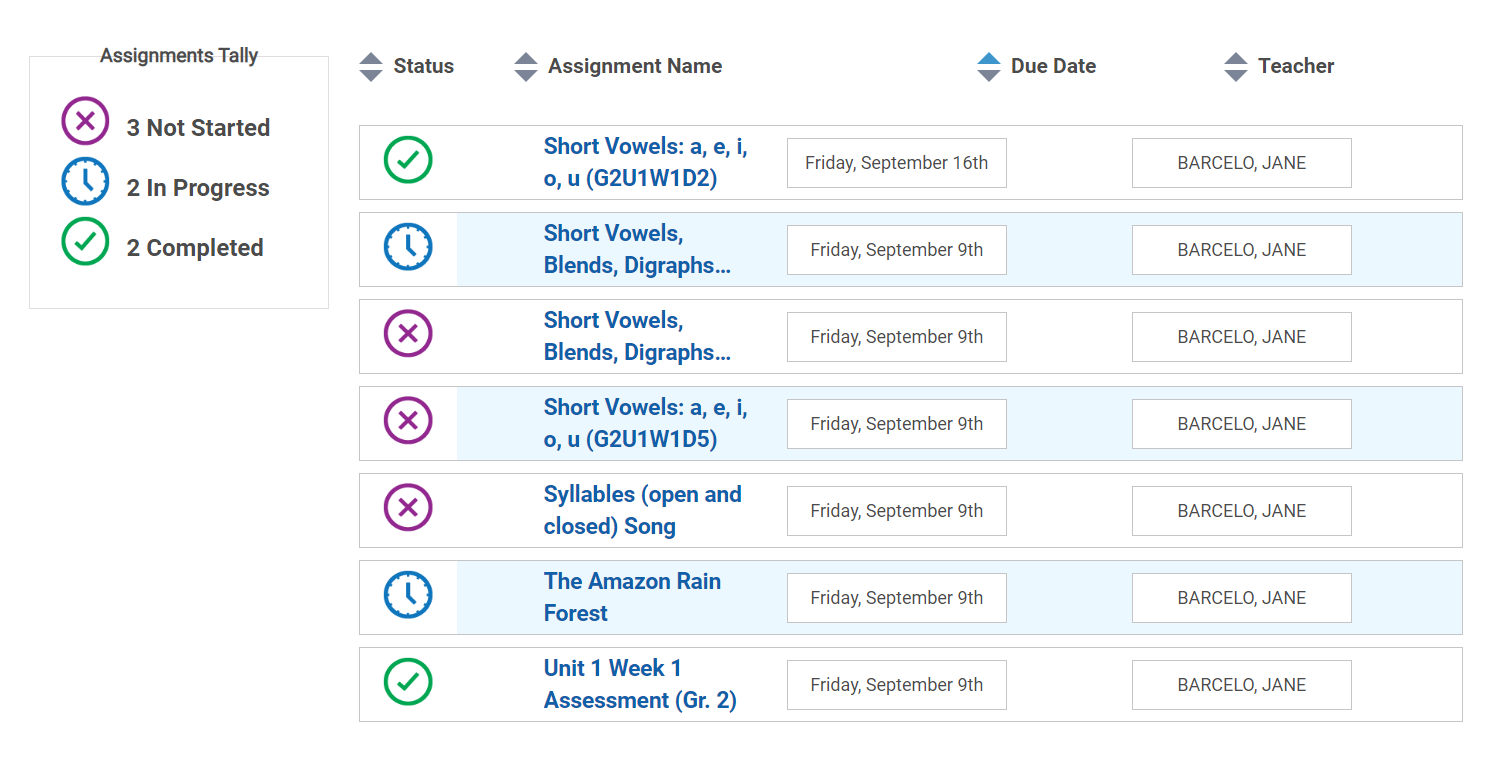 Assignments Tally
3 Not Started
2 In Progress
2 Completed
Status Assignment Name Due Date Teacher
Short Vowels: a, e, i,
o, u (G2U1W1D2)
Friday, September 16th
BARCELO, JANE
Short Vowels,
Blends, Digraphs...
Friday, September 9th
BARCELO, JANE
Short Vowels,
Blends, Digraphs...
Friday, September 9th
BARCELO, JANE
Short Vowels: a, e, i,
o, u (G2U1W1D5)
Friday, September 9th
BARCELO, JANE
Syllables (open and
closed) Song
Friday, September 9th
BARCELO, JANE
The Amazon Rain
Forest
Friday, September 9th
BARCELO, JANE
Unit 1 Week 1
Assessment (Gr. 2)
Friday, September 9th
BARCELO, JANE